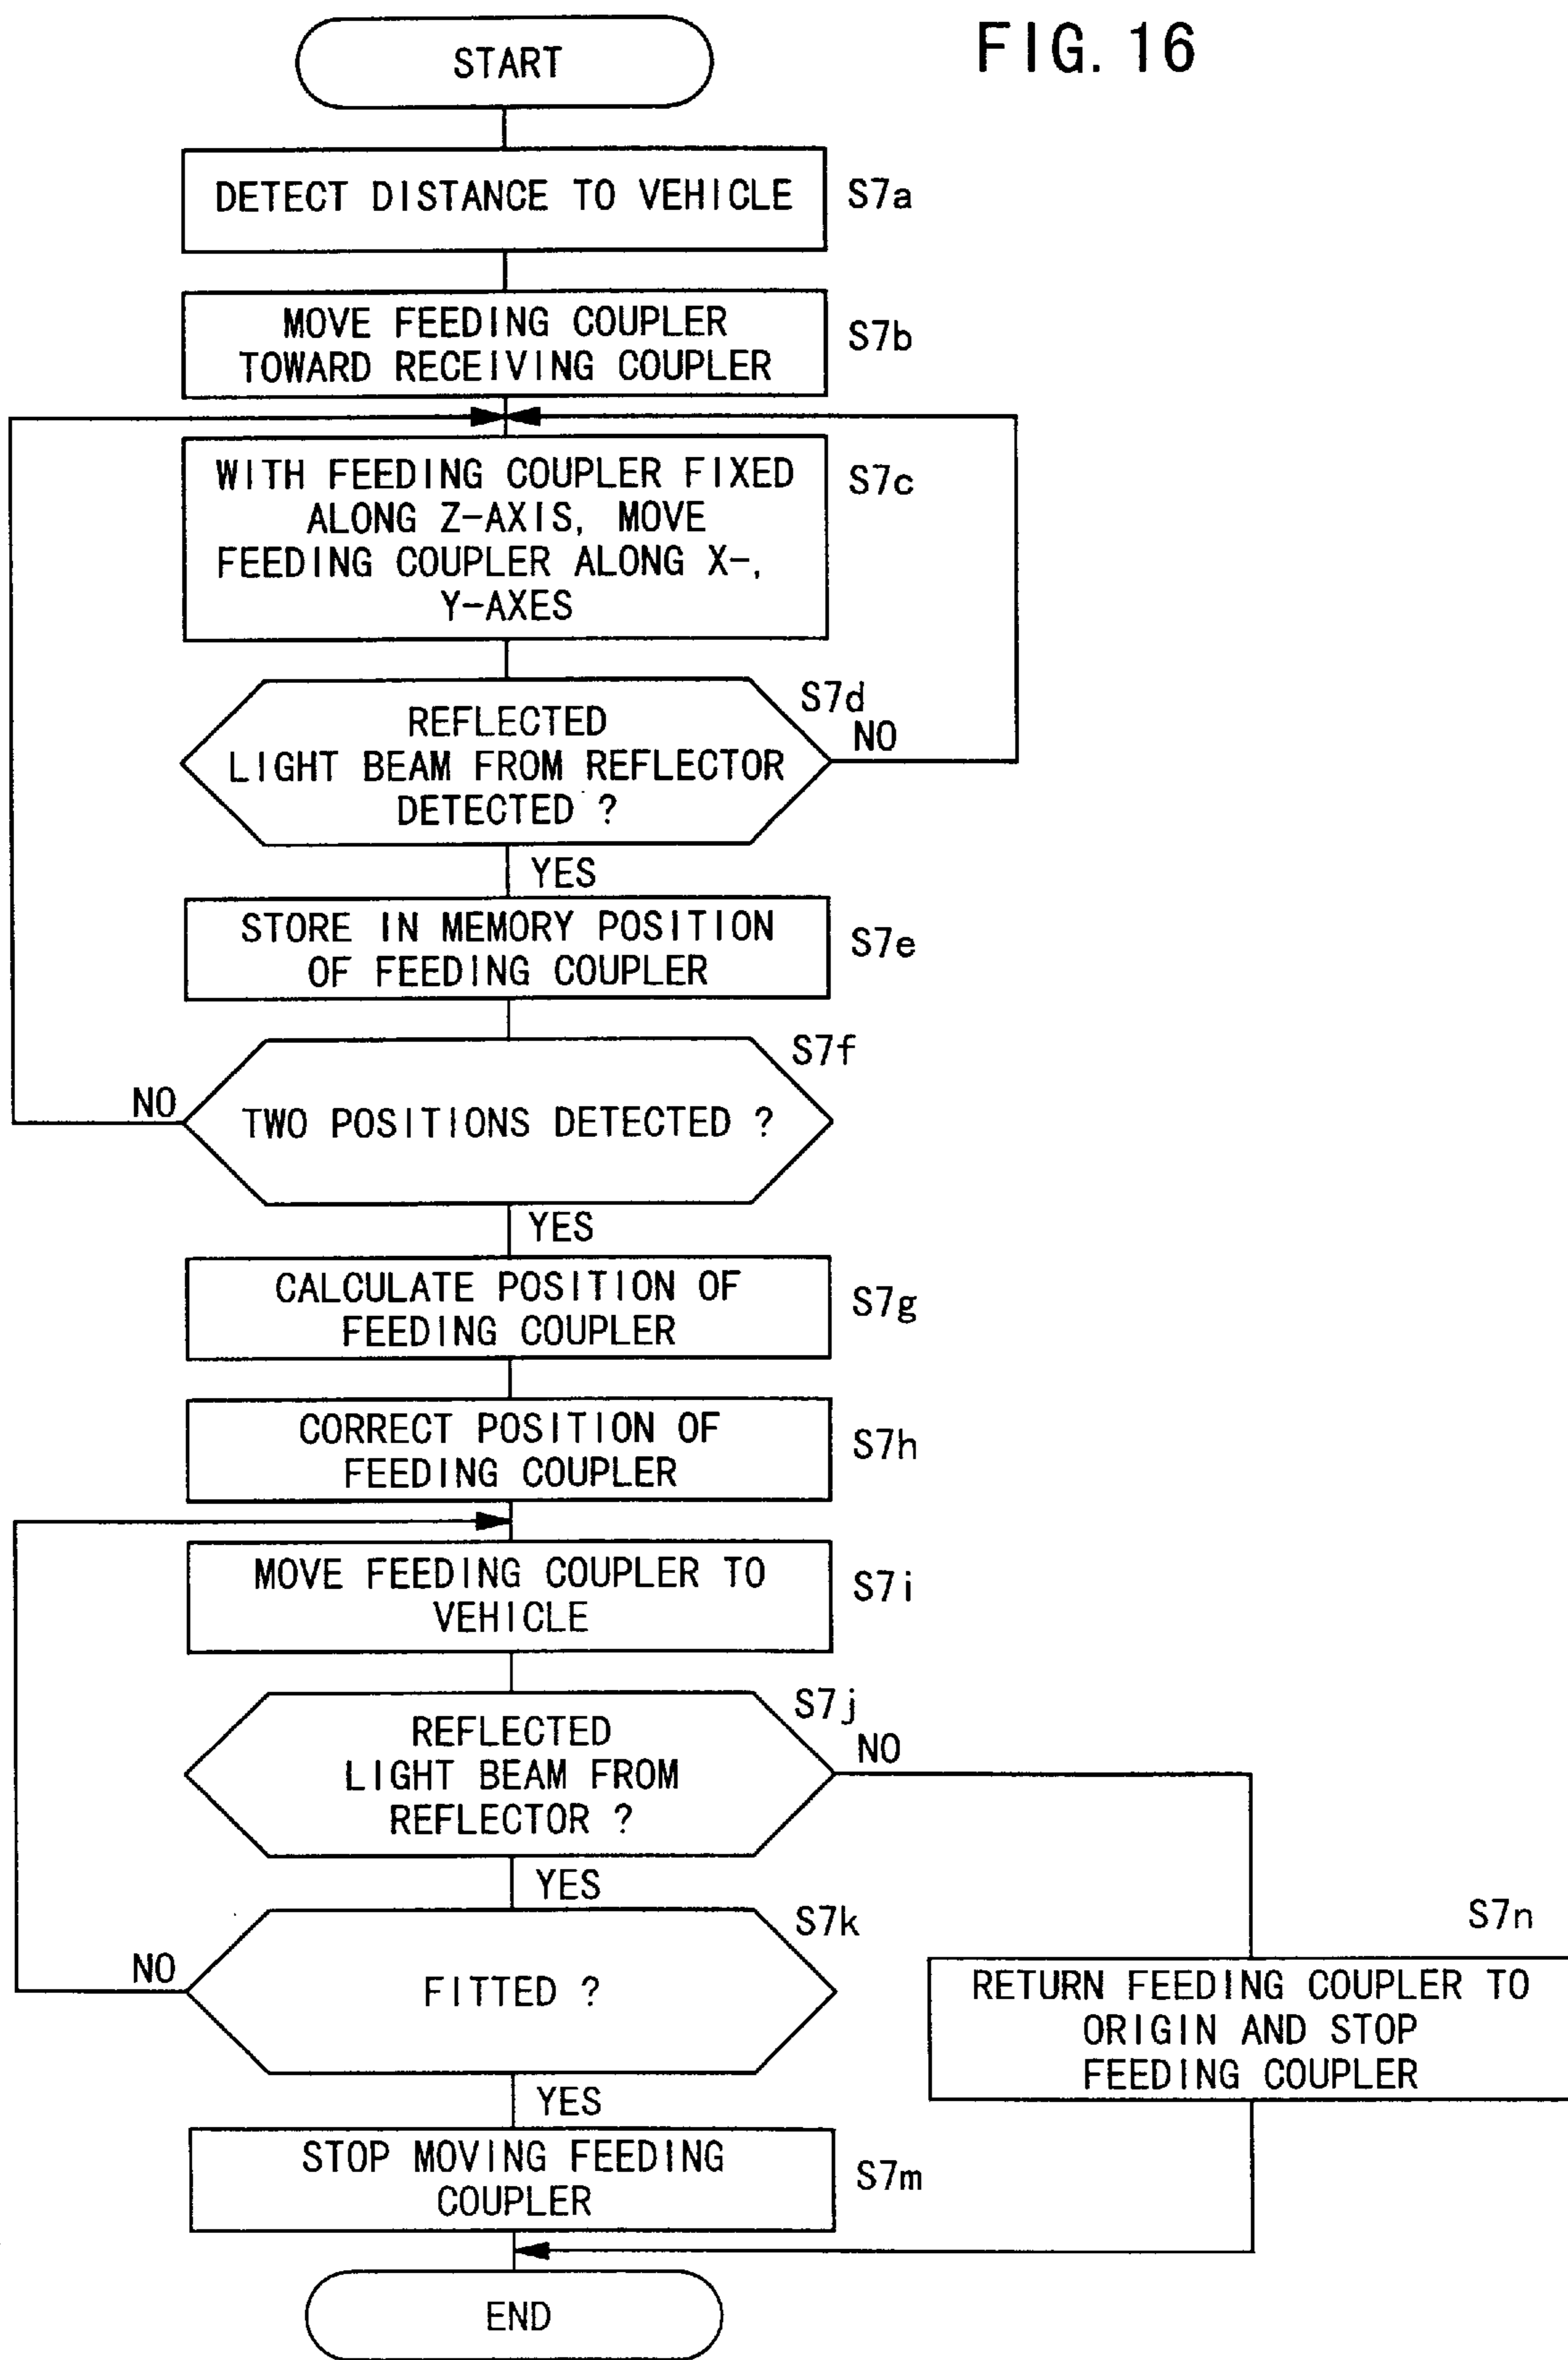 FIG. 16
START
DETECT DISTANCE TO VEHICLE
S7a
MOVE FEEDING COUPLER
TOWARD RECEIVING COUPLER
S7b
WITH FEEDING COUPLER FIXED
ALONG Z-AXIS, MOVE
FEEDING COUPLER ALONG X-,
Y-AXES
S7c
REFLECTED
LIGHT BEAM FROM REFLECTOR
DETECTED ?
S7d
NO
YES
STORE IN MEMORY POSITION
OF FEEDING COUPLER
S7e
TWO POSITIONS DETECTED ?
S7f
NO
YES
CALCULATE POSITION OF
FEEDING COUPLER
S7g
CORRECT POSITION OF
FEEDING COUPLER
S7h
MOVE FEEDING COUPLER TO
VEHICLE
S7i
REFLECTED
LIGHT BEAM FROM
REFLECTOR ?
S7j
NO
YES
FITTED ?
S7k
NO
YES
S7n
RETURN FEEDING COUPLER TO
ORIGIN AND STOP
FEEDING COUPLER
STOP MOVING FEEDING
COUPLER
S7m
END